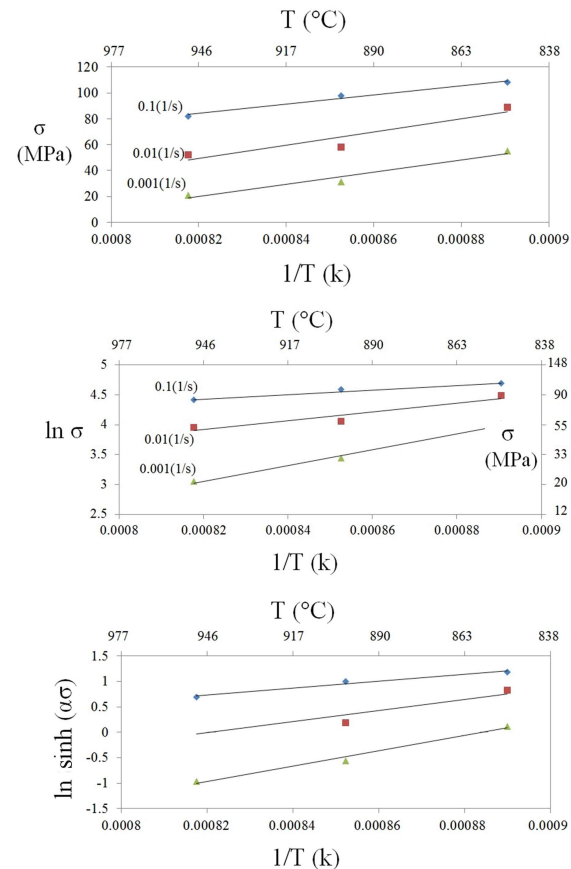 T (°C)
977 946 917 890 863 838
120
100
80
60
40
20
0
σ
(MPa)
0.1(1/s)
0.01(1/s)
0.001(1/s)
0.0008 0.00082 0.00084 0.00086 0.00088 0.0009
1/T (k)
T (°C)
977 946 917 890 863 838
5
4.5
4
3.5
3
2.5
ln σ
0.1(1/s)
0.01(1/s)
0.001(1/s)
148
90
55
33
20
12
σ
(MPa)
0.0008 0.00082 0.00084 0.00086 0.00088 0.0009
1/T (k)
T (°C)
977 946 917 890 863 838
1.5
1
0.5
0
-0.5
-1
-1.5
ln sinh (ασ)
0.0008 0.00082 0.00084 0.00086 0.00088 0.0009
1/T (k)